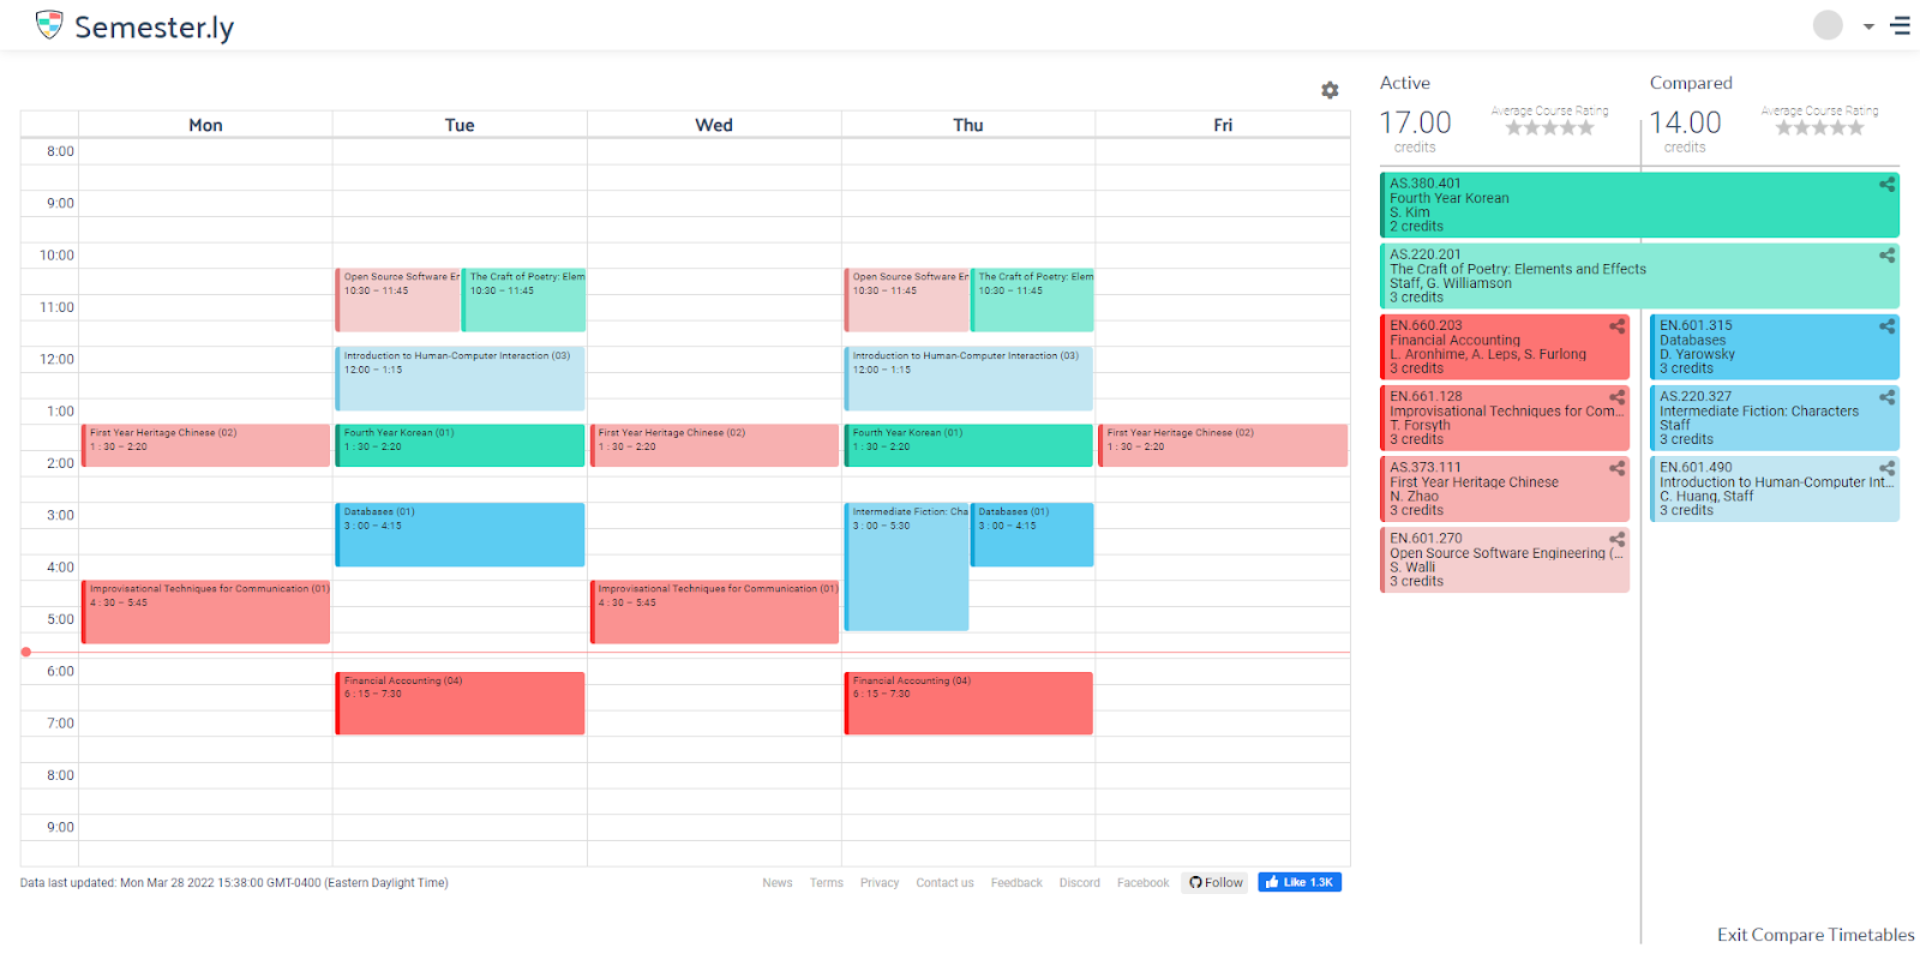 Semester.ly
Mon Tue Wed Thu Fri
8:00
9:00
10:00
11:00
12:00
1:00
2:00
3:00
4:00
5:00
6:00
7:00
8:00
9:00
First Year Heritage Chinese (02)
1:30 – 2:20
Improvisational Techniques for Communication (01)
4:30 – 5:45
Open Source Software Er
10:30 – 11:45
The Craft of Poetry: Elem
10:30 – 11:45
Introduction to Human-Computer Interaction (03)
12:00 – 1:15
Fourth Year Korean (01)
1:30 – 2:20
Databases (01)
3:00 – 4:15
Financial Accounting (04)
6:15 – 7:30
First Year Heritage Chinese (02)
1:30 – 2:20
Improvisational Techniques for Communication (01)
4:30 – 5:45
Open Source Software Er
10:30 – 11:45
The Craft of Poetry: Elem
10:30 – 11:45
Introduction to Human-Computer Interaction (03)
12:00 – 1:15
Fourth Year Korean (01)
1:30 – 2:20
Intermediate Fiction: Cha
3:00 – 5:30
Databases (01)
3:00 – 4:15
Financial Accounting (04)
6:15 – 7:30
First Year Heritage Chinese (02)
1:30 – 2:20
Data last updated: Mon Mar 28 2022 15:38:00 GMT-0400 (Eastern Daylight Time)
News Terms Privacy Contact us Feedback Discord Facebook Follow Like 1.3K
Active
17.00
credits
Average Course Rating
Compared
14.00
credits
Average Course Rating
AS.380.401
Fourth Year Korean
S. Kim
2 credits
AS.220.201
The Craft of Poetry: Elements and Effects
Staff, G. Williamson
3 credits
EN.660.203
Financial Accounting
L. Aronhime, A. Leps, S. Furlong
3 credits
EN.661.128
Improvisational Techniques for Com...
T. Forsyth
3 credits
AS.373.111
First Year Heritage Chinese
N. Zhao
3 credits
EN.601.270
Open Source Software Engineering (...
S. Walli
3 credits
EN.601.315
Databases
D. Yarowsky
3 credits
AS.220.327
Intermediate Fiction: Characters
Staff
3 credits
EN.601.490
Introduction to Human-Computer Int...
C. Huang, Staff
3 credits
Exit Compare Timetables